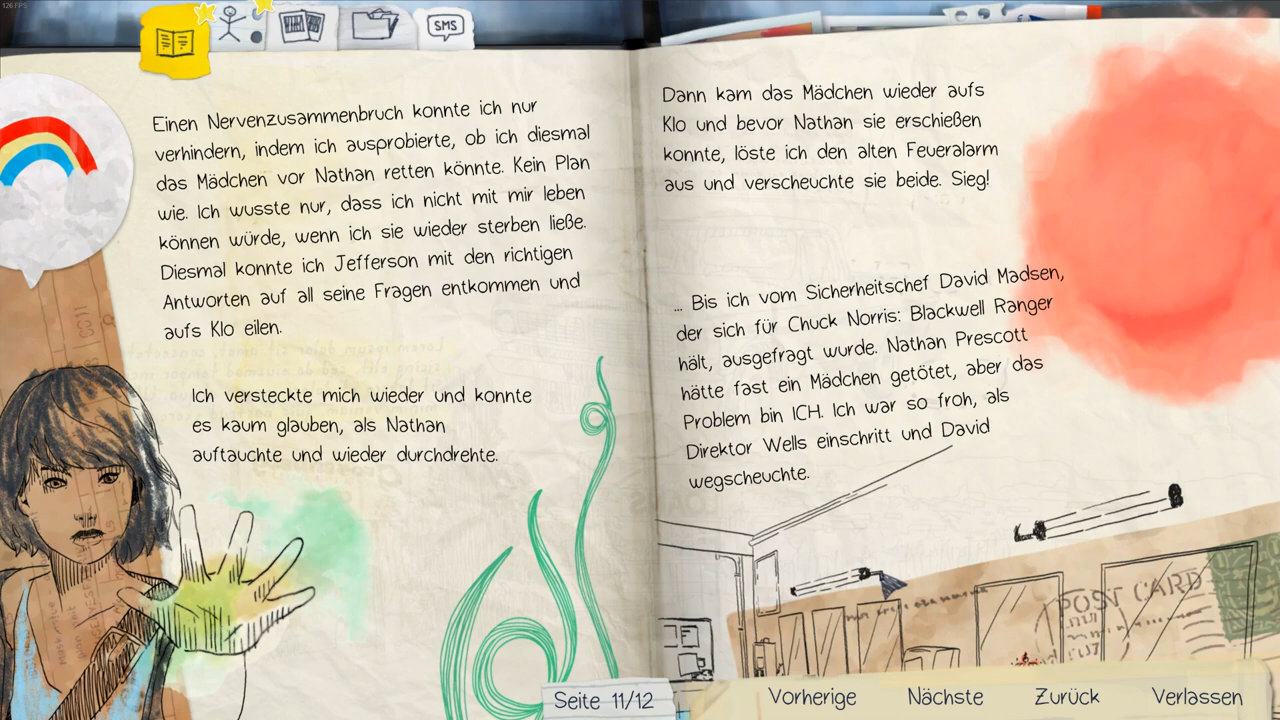 126 FPS
SMS
Einen Nervenzusammenbruch konnte ich nur
verhindern, indem ich ausprobierte, ob ich diesmal
das Mädchen vor Nathan retten könnte. Kein Plan
wie. Ich wusste nur, dass ich nicht mit mir leben
können würde, wenn ich sie wieder sterben ließe.
Diesmal konnte ich Jefferson mit den richtigen
Antworten auf all seine Fragen entkommen und
aufs Klo eilen.
Ich versteckte mich wieder und konnte
es kaum glauben, als Nathan
auftauchte und wieder durchdrehte.
Dann kam das Mädchen wieder aufs
Klo und bevor Nathan sie erschießen
konnte, löste ich den alten Feueralarm
aus und verscheuchte sie beide. Sieg!
... Bis ich vom Sicherheitschef David Madsen,
der sich für Chuck Norris: Blackwell Ranger
hält, ausgefragt wurde. Nathan Prescott
hätte fast ein Mädchen getötet, aber das
Problem bin ICH. Ich war so froh, als
Direktor Wells einschritt und David
wegscheuchte.
POST CARD
Seite 11/12
Vorherige
Nächste
Zurück
Verlassen